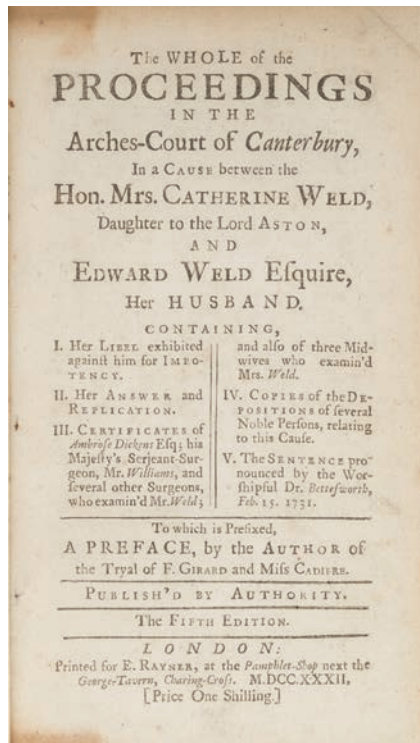 The WHOLE of the
PROCEEDINGS
IN THE
Arches-Court of Canterbury,
In a CAUSE between the
Hon. Mrs. CATHERINE WELD,
Daughter to the Lord ASTON,
AND
EDWARD WELD Eſquire,
Her HUSBAND.
CONTAINING,
I. Her LIBEL exhibited
againſt him for IMPO-
TENCY.
II. Her ANSWER and
REPLICATION.
III. CERTIFICATES of
Ambroſe Dickens Eſq; his
Majeſty's Serjeant-Sur-
geon, Mr. Williams, and
ſeveral other Surgeons,
who examin'd Mr. Weld;
and alſo of three Mid-
wives who examin'd
Mrs. Weld.
IV. COPIES of the DE-
POSITIONS of ſeveral
Noble Perſons, relating
to this Cauſe.
V. The SENTENCE pro-
nounced by the Wor-
ſhipful Dr. Betteſworth,
Feb. 15. 1731.
To which is Prefixed,
A PREFACE, by the AUTHOR of
the Tryal of F. GIRARD and Miſs CADIERE.
PUBLISH'D BY AUTHORITY.
The FIFTH EDITION.
LONDON:
Printed for E. RAYNER, at the Pamphlet-Shop next the
George-Tavern, Charing-Croſs. M.DCC.XXXII,
[Price One Shilling.]